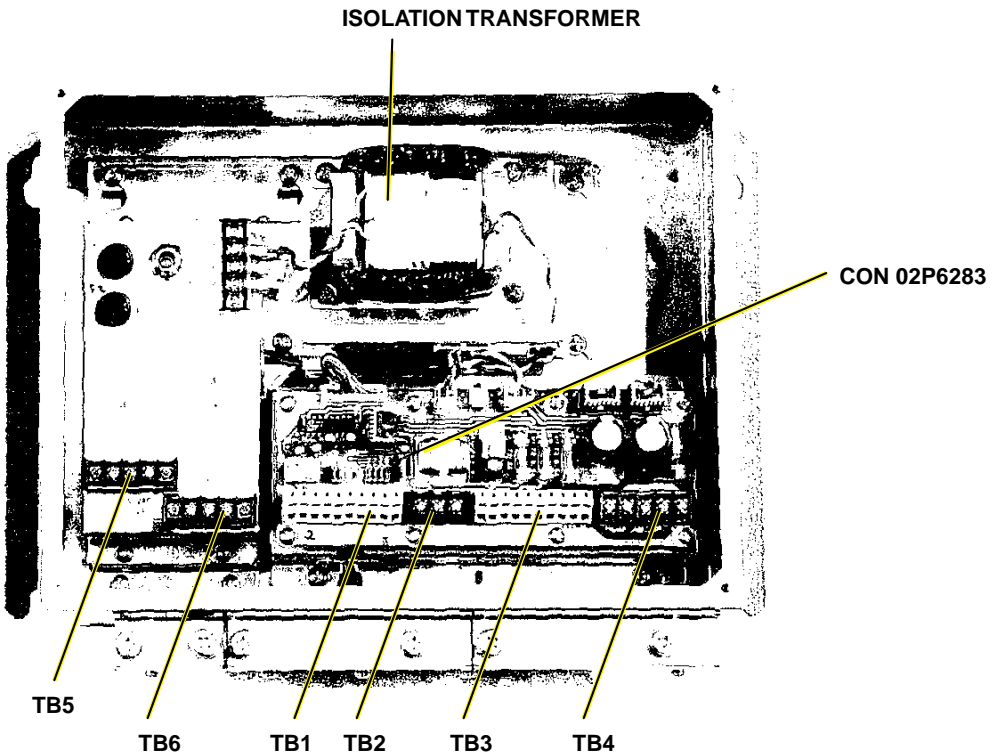 ISOLATION TRANSFORMER
CON 02P6283
TB5
TB6
TB1
TB2
TB3
TB4